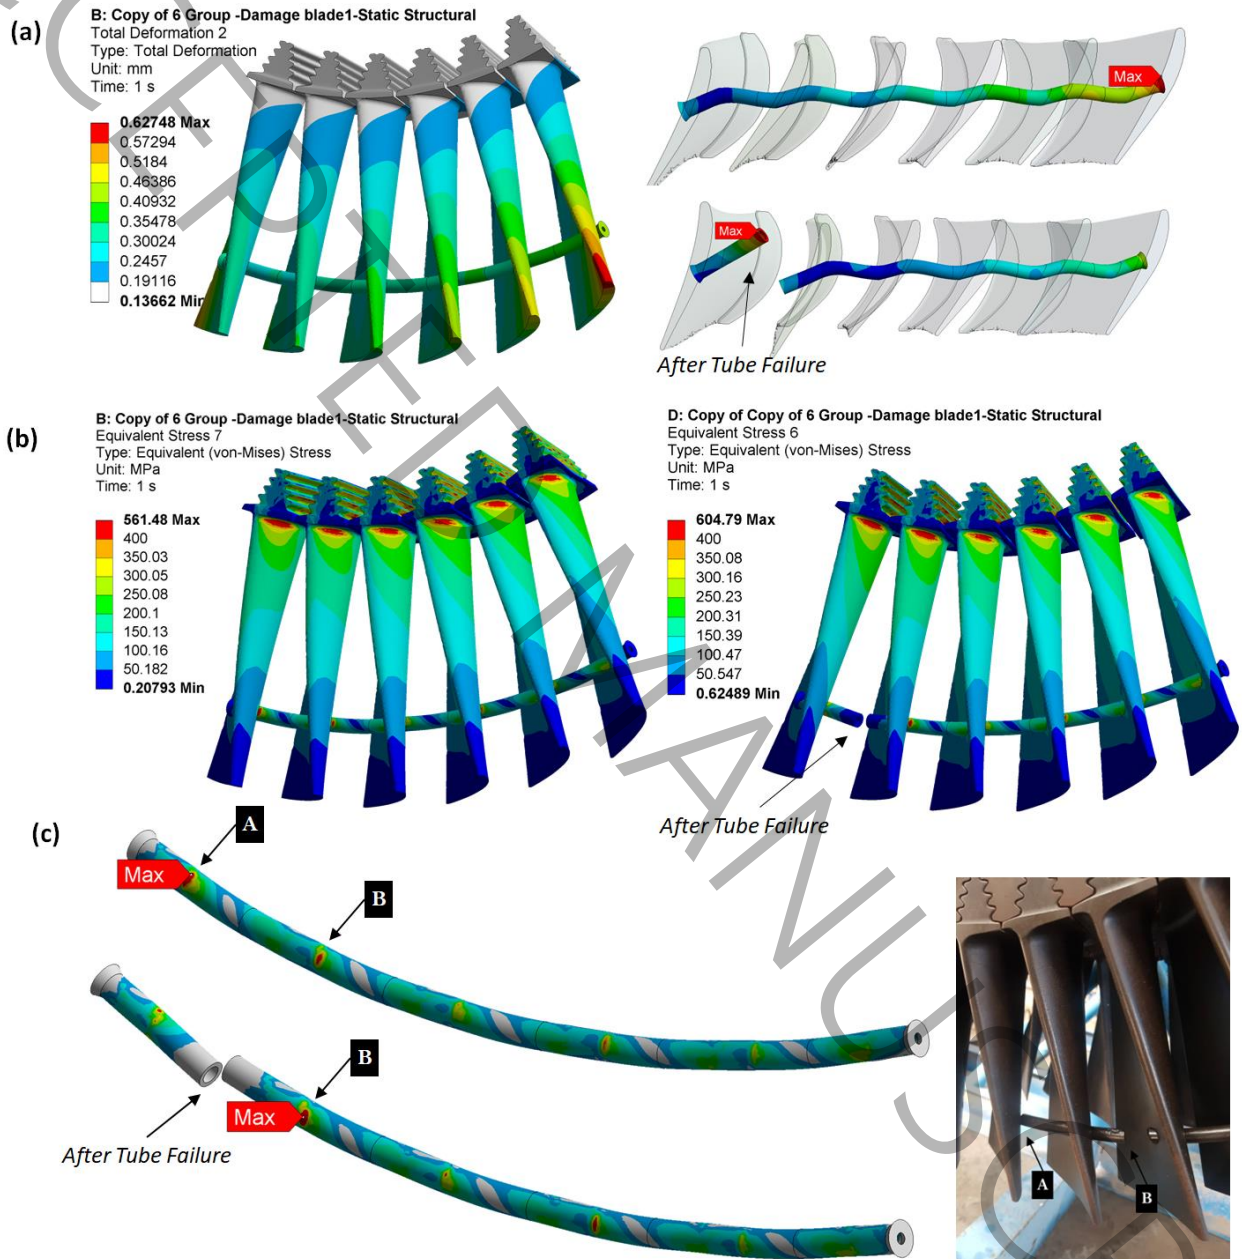 (a)
B: Copy of 6 Group -Damage blade1-Static Structural
Total Deformation 2
Type: Total Deformation
Unit: mm
Time: 1 s
0.62748 Max
0.57294
0.5184
0.46386
0.40932
0.35478
0.30024
0.2457
0.19116
0.13662 Min
Max
Max
After Tube Failure
(b)
B: Copy of 6 Group -Damage blade1-Static Structural
Equivalent Stress 7
Type: Equivalent (von-Mises) Stress
Unit: MPa
Time: 1 s
561.48 Max
400
350.03
300.05
250.08
200.1
150.13
100.16
50.182
0.20793 Min
D: Copy of Copy of 6 Group -Damage blade1-Static Structural
Equivalent Stress 6
Type: Equivalent (von-Mises) Stress
Unit: MPa
Time: 1 s
604.79 Max
400
350.08
300.16
250.23
200.31
150.39
100.47
50.547
0.62489 Min
After Tube Failure
(c)
A
Max
B
B
Max
After Tube Failure
A
B
CEPTED MANUSC